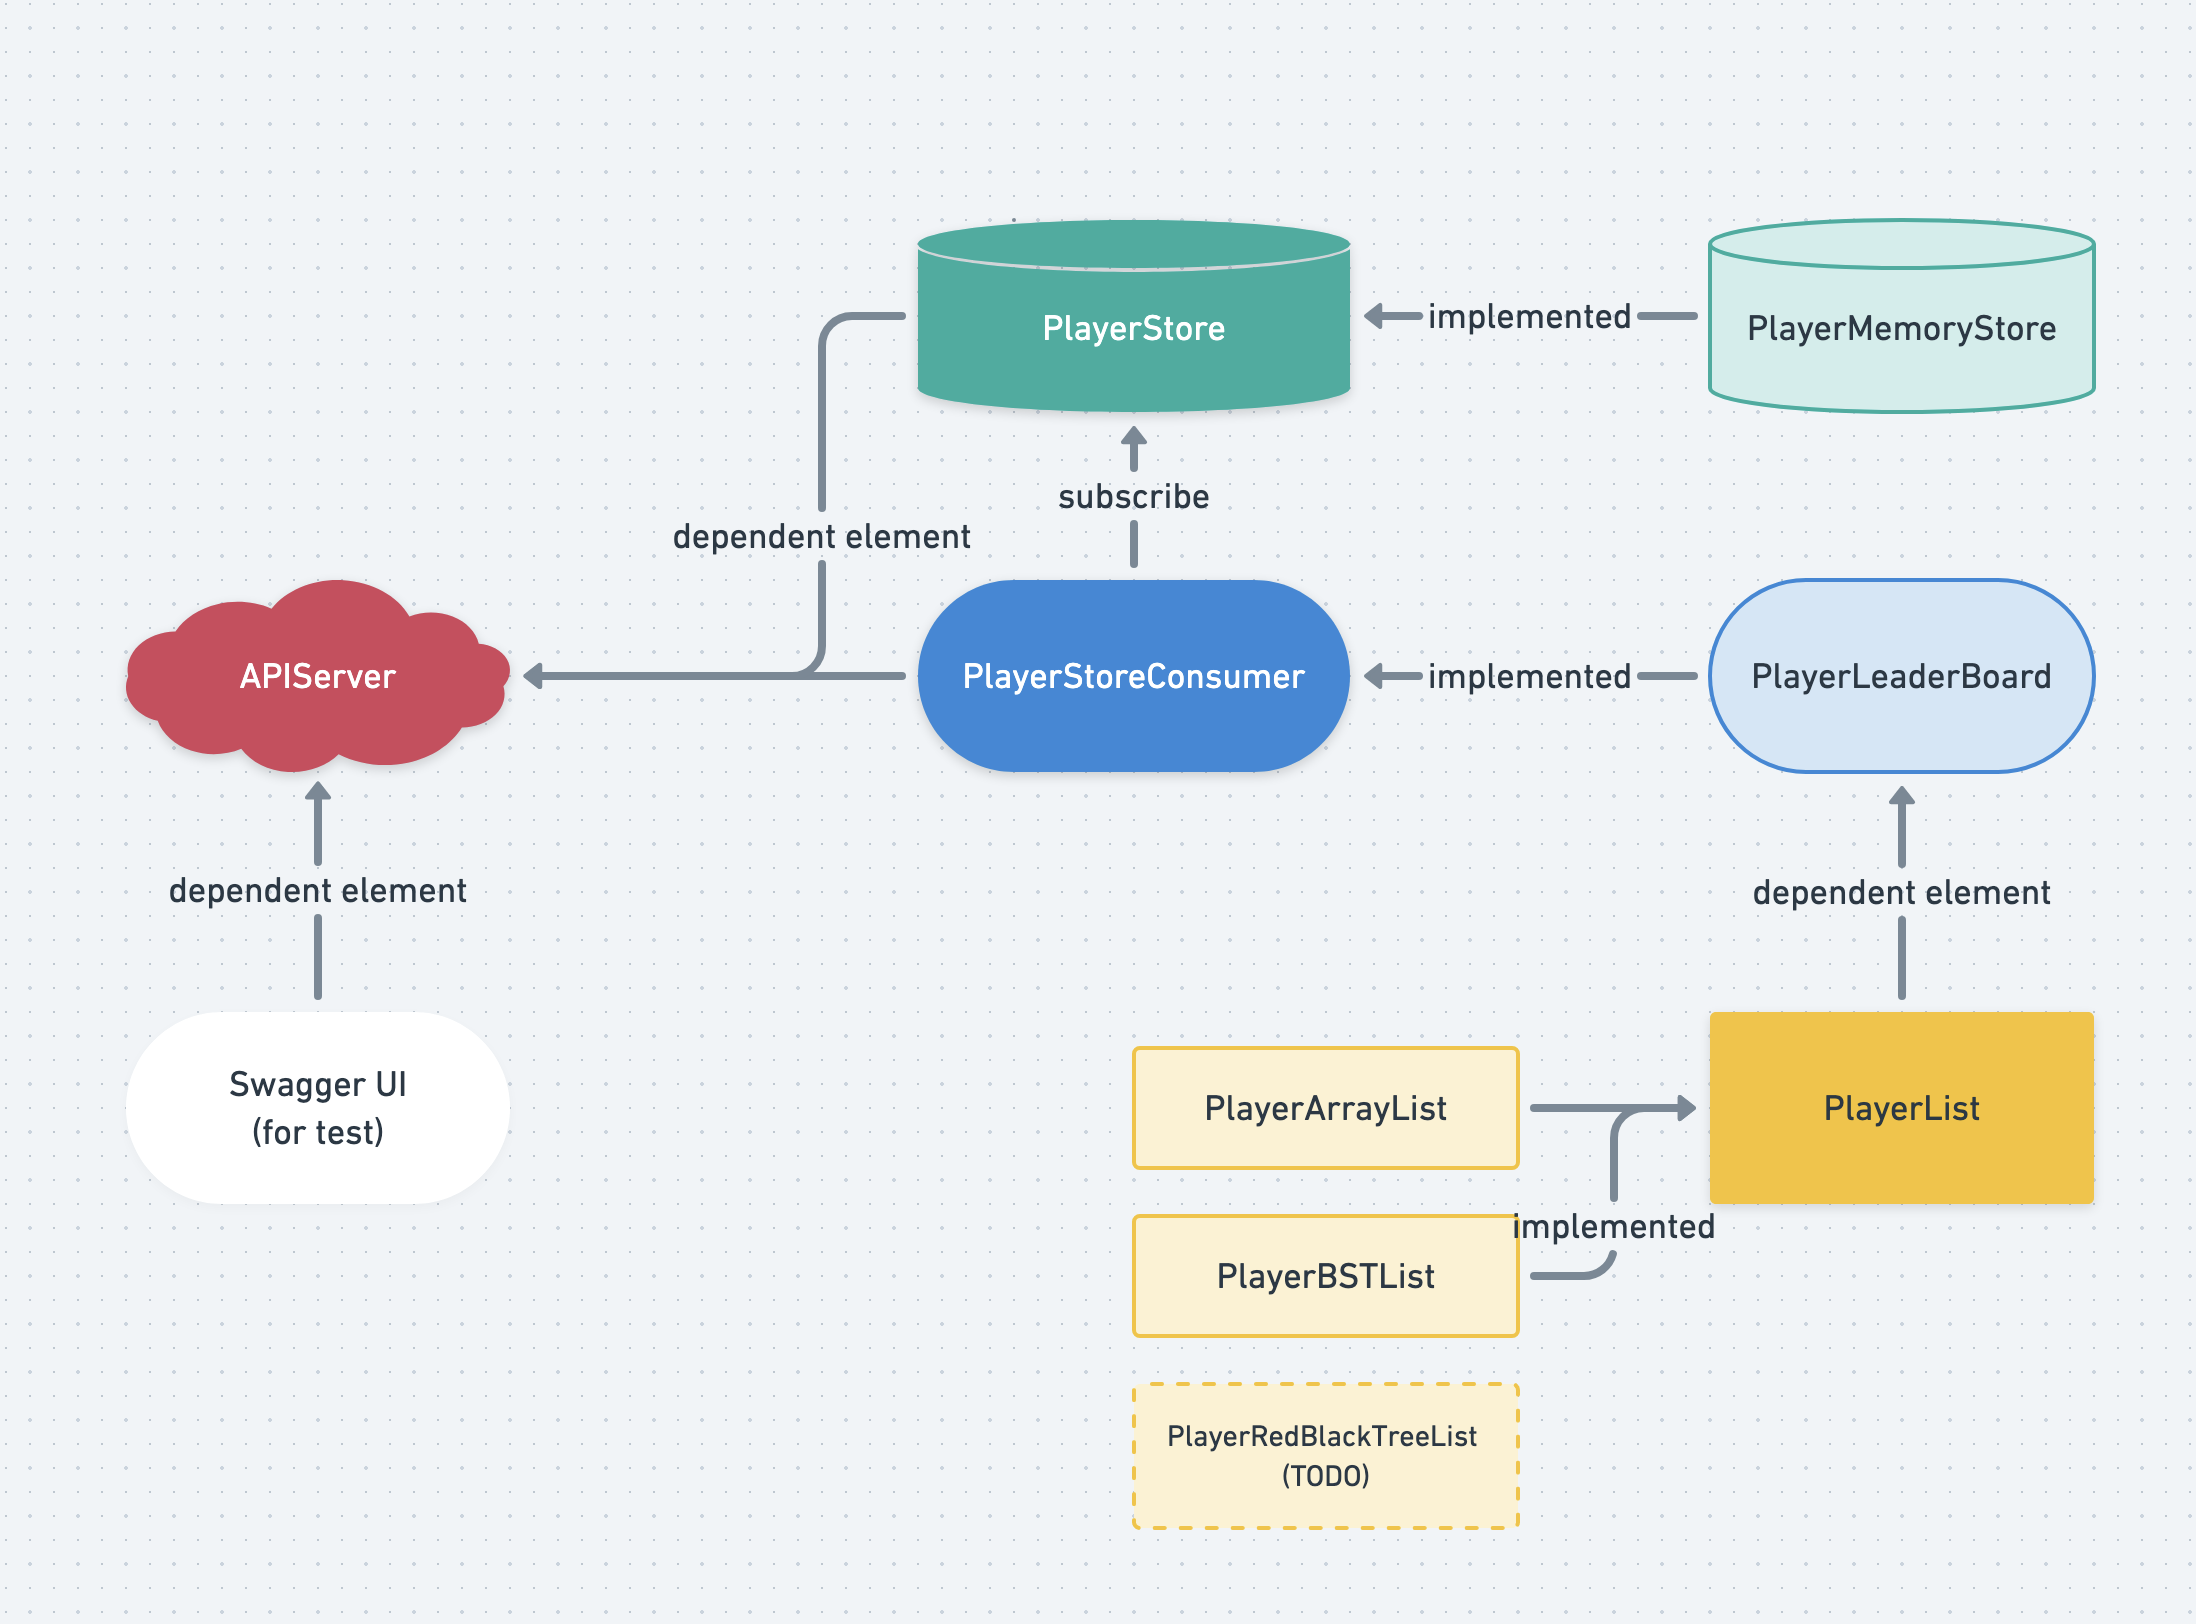 PlayerStore
implemented
PlayerMemoryStore
subscribe
dependent element
APIServer
PlayerStoreConsumer
implemented
PlayerLeaderBoard
dependent element
dependent element
Swagger UI
(for test)
PlayerArrayList
PlayerList
implemented
PlayerBSTList
PlayerRedBlackTreeList
(TODO)